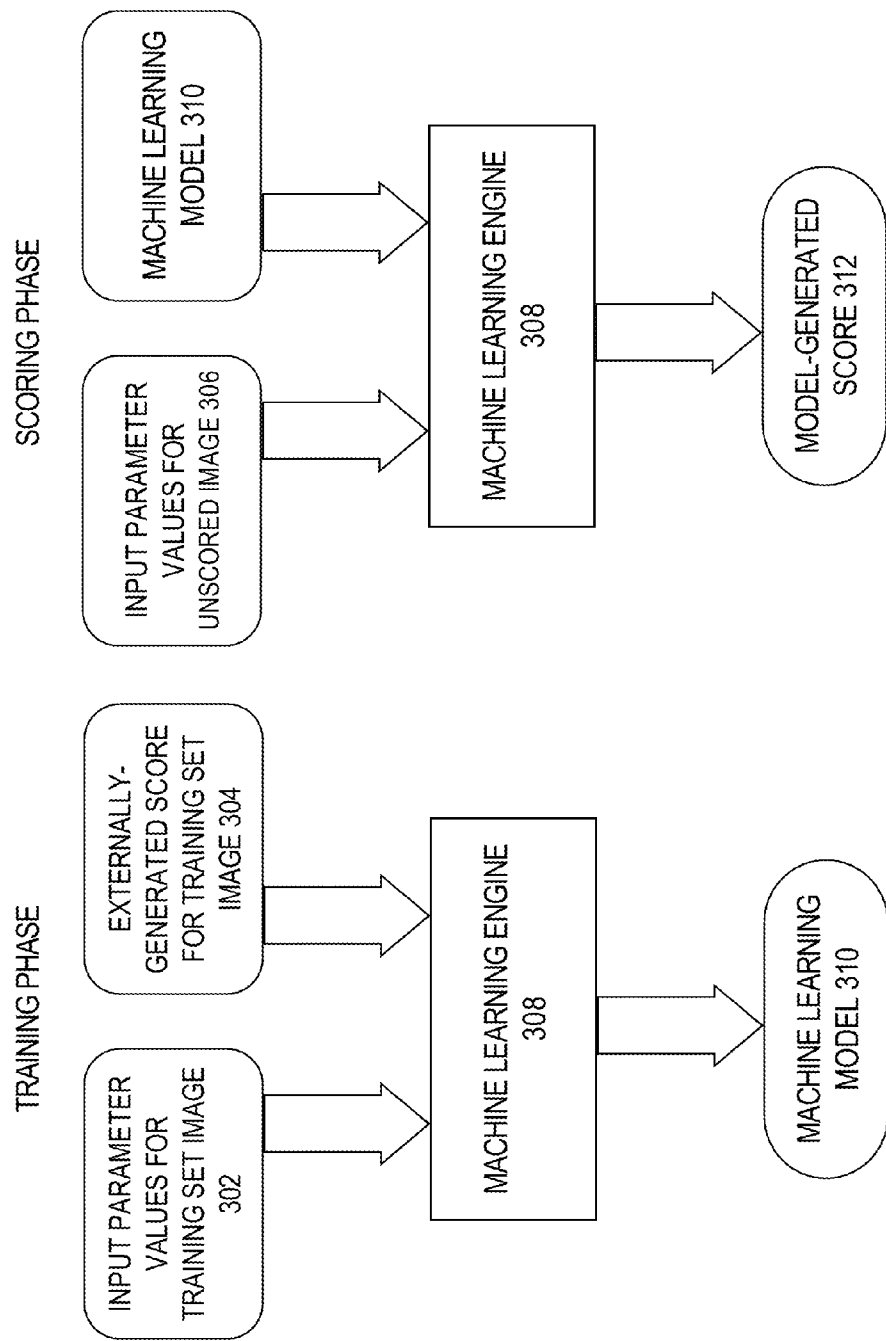 TRAINING PHASE
INPUT PARAMETER
VALUES FOR
TRAINING SET IMAGE
302
EXTERNALLY-
GENERATED SCORE
FOR TRAINING SET
IMAGE 304
MACHINE LEARNING ENGINE
308
MACHINE LEARNING
MODEL 310
SCORING PHASE
INPUT PARAMETER
VALUES FOR
UNSCORED IMAGE 306
MACHINE LEARNING
MODEL 310
MACHINE LEARNING ENGINE
308
MODEL-GENERATED
SCORE 312